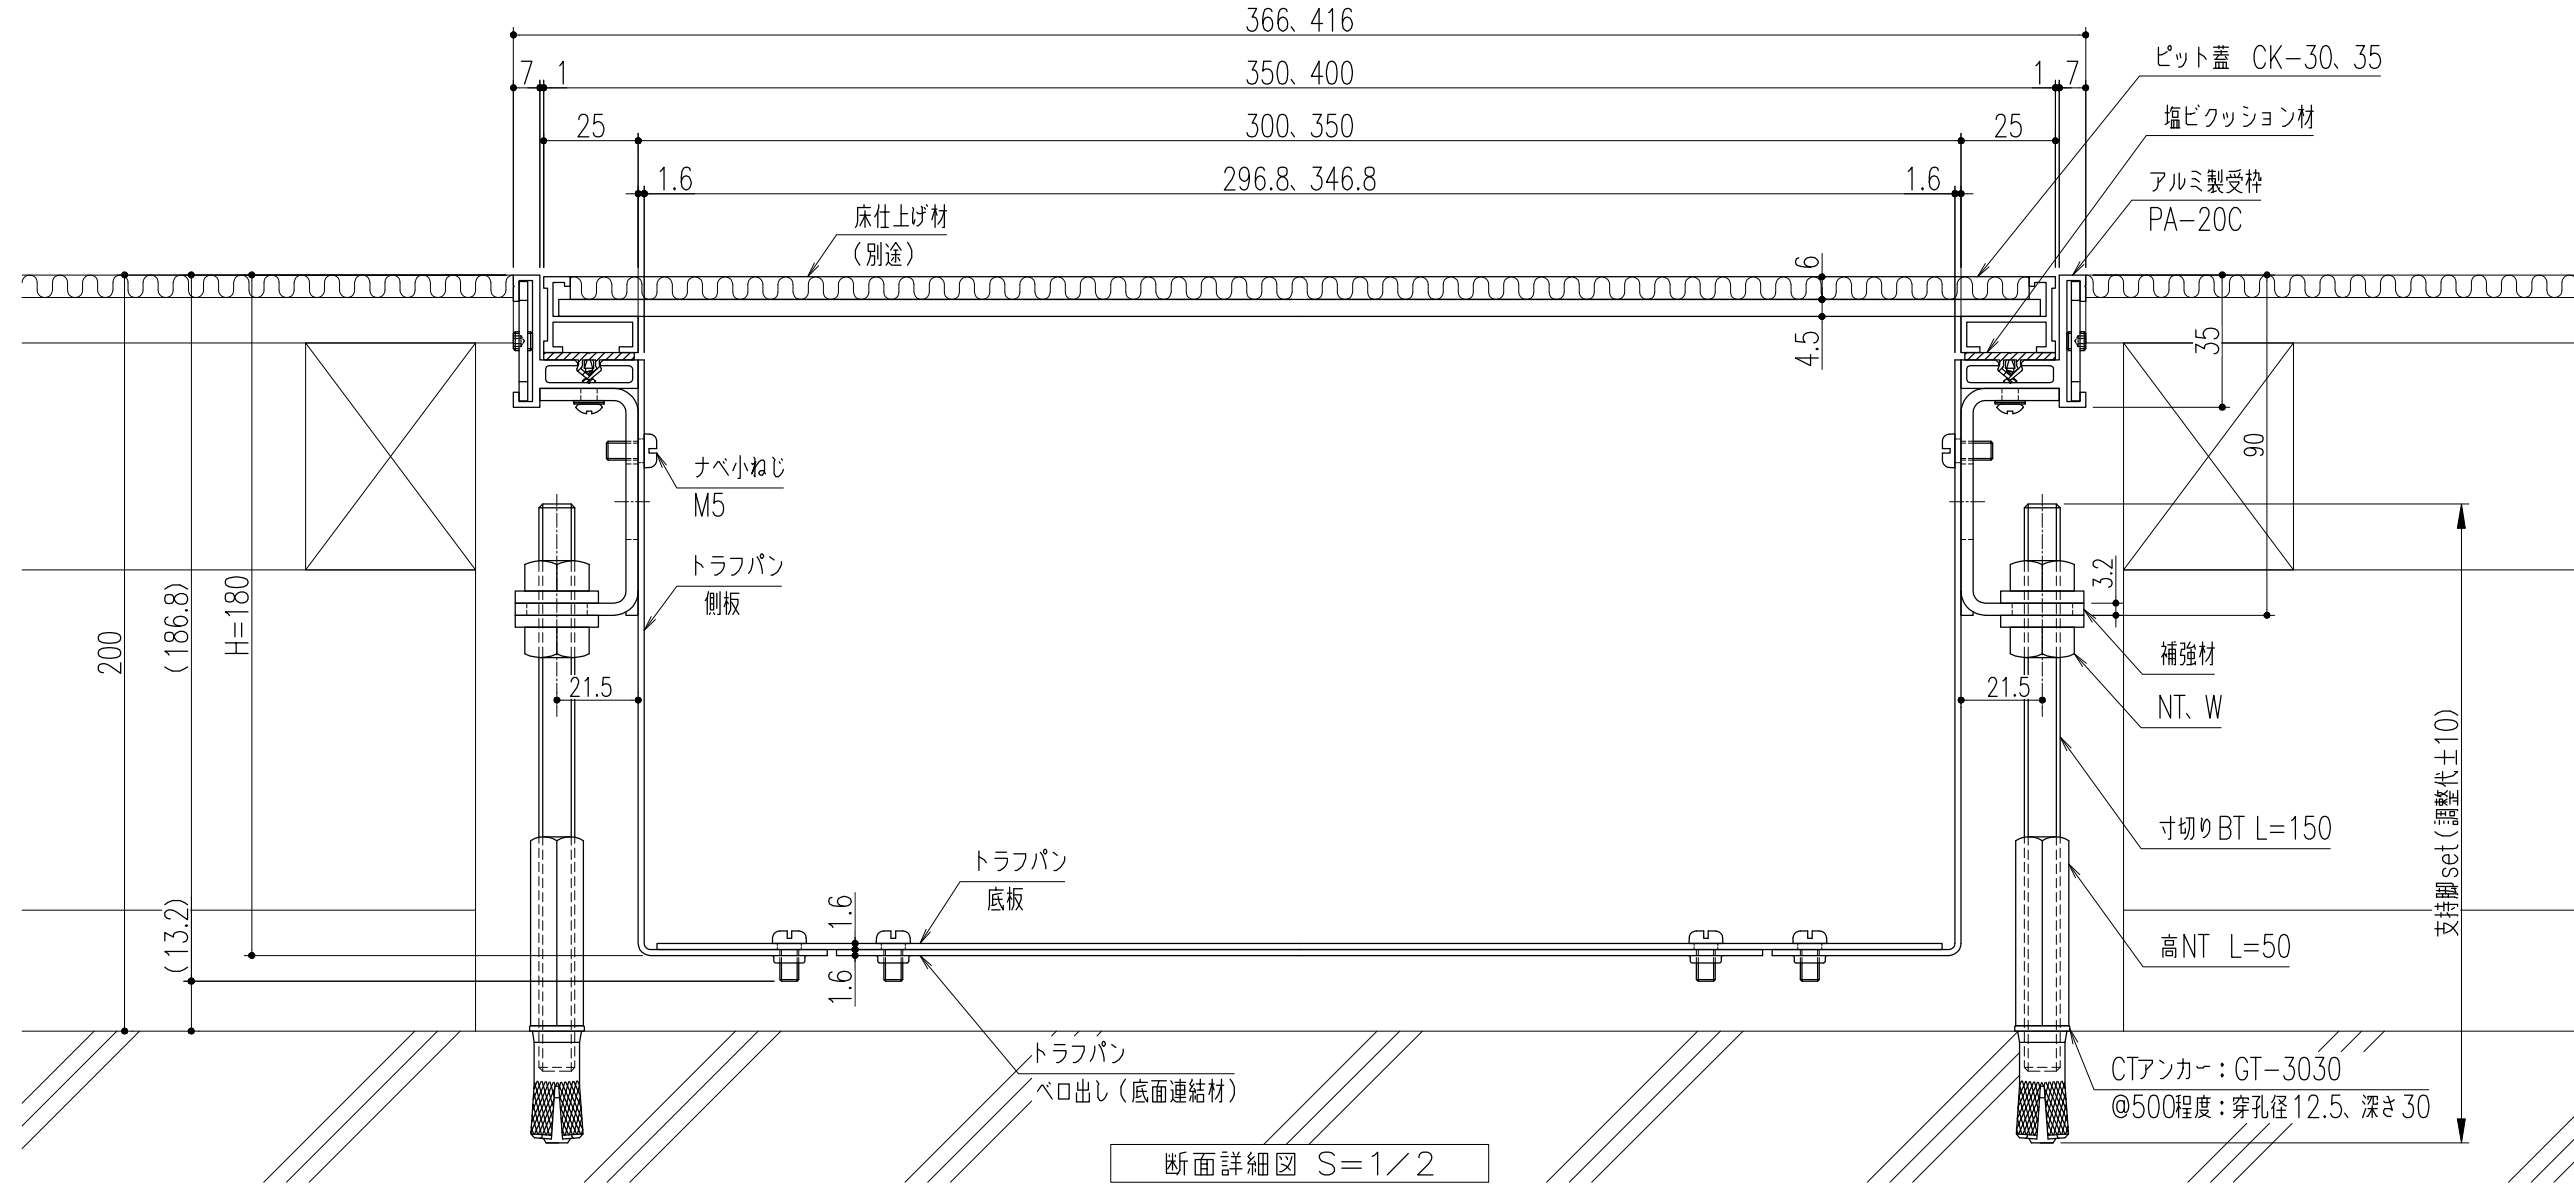 366、416
7
1
350、400
1
7
25
300、350
25
1.6
296.8、346.8
1.6
ピット蓋 CK-30、35
塩ビクッション材
アルミ製受枠
PA-20C
床仕上げ材
(別途)
6
4.5
35
90
ナベ小ねじ
M5
トラフパン
側板
200
(186.8)
H=180
(13.2)
21.5
21.5
3.2
補強材
NT、W
寸切りBT L=150
高NT L=50
支持脚set(調整代±10)
トラフパン
底板
1.6
1.6
トラフパン
ベロ出し(底面連結材)
CTアンカー：GT-3030
@500程度：穿孔径12.5、深さ30
断面詳細図 S=1/2